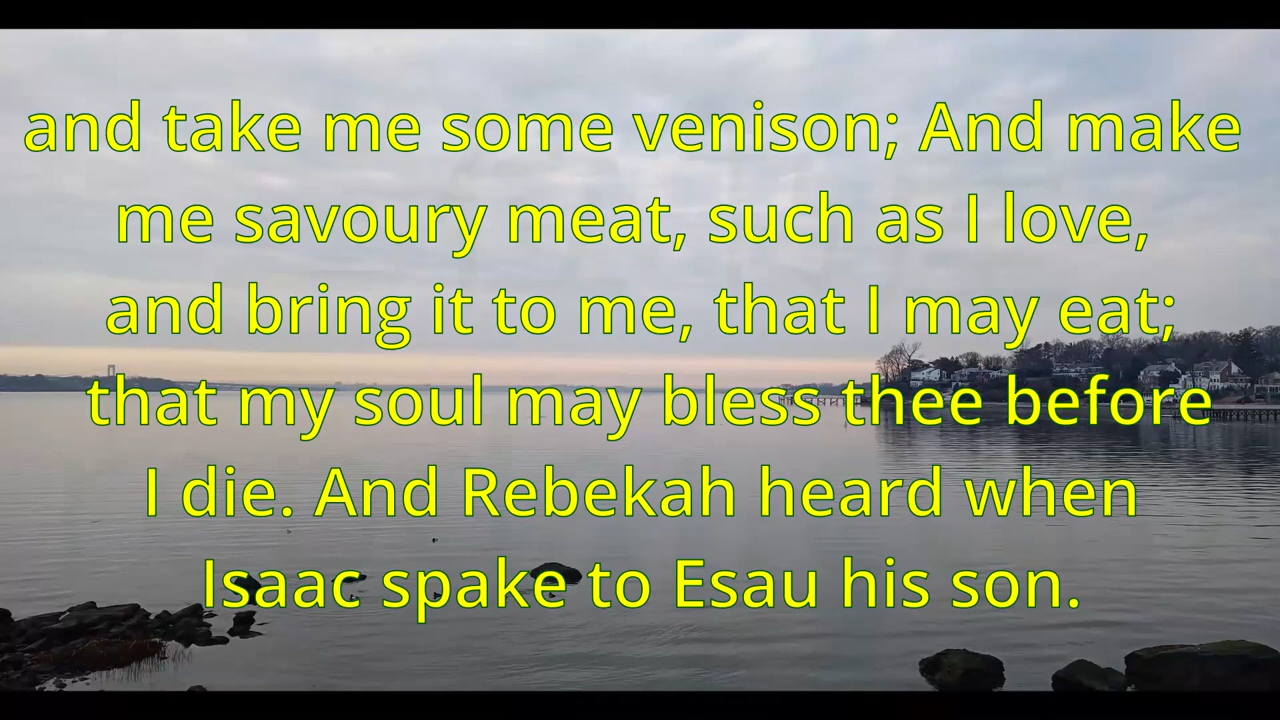 and take me some venison; And make
me savoury meat, such as I love,
and bring it to me, that I may eat;
that my soul may bless thee before
I die. And Rebekah heard when
Isaac spake to Esau his son.